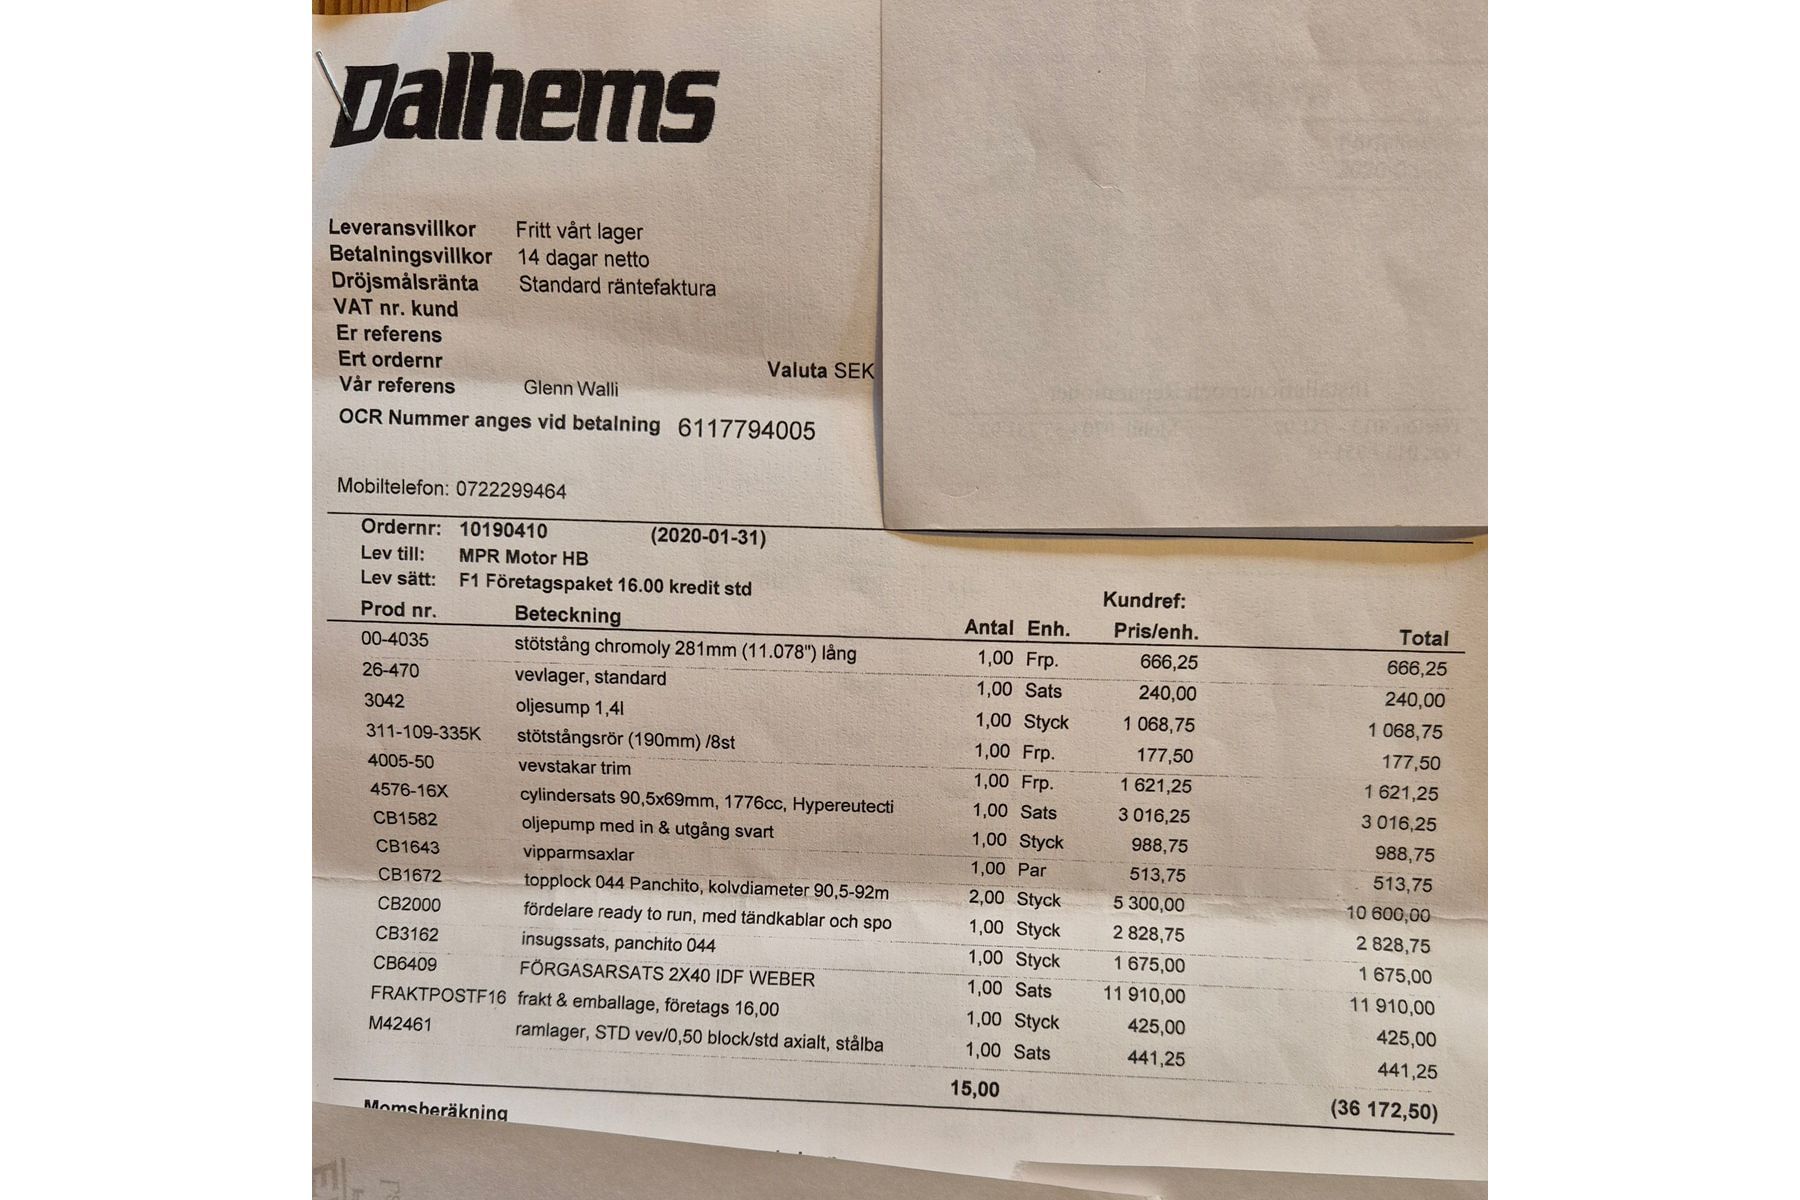 Dalhems
Leveransvillkor Fritt vårt lager
Betalningsvillkor 14 dagar netto
Dröjsmålsränta Standard räntefaktura
VAT nr. kund
Er referens
Ert ordernr
Valuta SEK
Vår referens Glenn Walli
OCR Nummer anges vid betalning 6117794005
Mobiltelefon: 0722299464
Ordernr: 10190410 (2020-01-31)
Lev till: MPR Motor HB
Lev sätt: F1 Företagspaket 16.00 kredit std
Kundref:
Prod nr. Beteckning Antal Enh. Pris/enh. Total
00-4035 stötstång chromoly 281mm (11.078") lång 1,00 Frp. 666,25 666,25
26-470 vevlager, standard 1,00 Sats 240,00 240,00
3042 oljesump 1,4l 1,00 Styck 1 068,75 1 068,75
311-109-335K stötstångsrör (190mm) /8st 1,00 Frp. 177,50 177,50
4005-50 vevstakar trim 1,00 Frp. 1 621,25 1 621,25
4576-16X cylindersats 90,5x69mm, 1776cc, Hypereutecti 1,00 Sats 3 016,25 3 016,25
CB1582 oljepump med in & utgång svart 1,00 Styck 988,75 988,75
CB1643 vipparmsaxlar 1,00 Par 513,75 513,75
CB1672 topplock 044 Panchito, kolvdiameter 90,5-92m 2,00 Styck 5 300,00 10 600,00
CB2000 fördelare ready to run, med tändkablar och spo 1,00 Styck 2 828,75 2 828,75
CB3162 insugssats, panchito 044 1,00 Styck 1 675,00 1 675,00
CB6409 FÖRGASARSATS 2X40 IDF WEBER 1,00 Sats 11 910,00 11 910,00
FRAKTPOSTF16 frakt & emballage, företags 16,00 1,00 Styck 425,00 425,00
M42461 ramlager, STD vev/0,50 block/std axialt, stålba 1,00 Sats 441,25 441,25
15,00 (36 172,50)
Momsberäkning